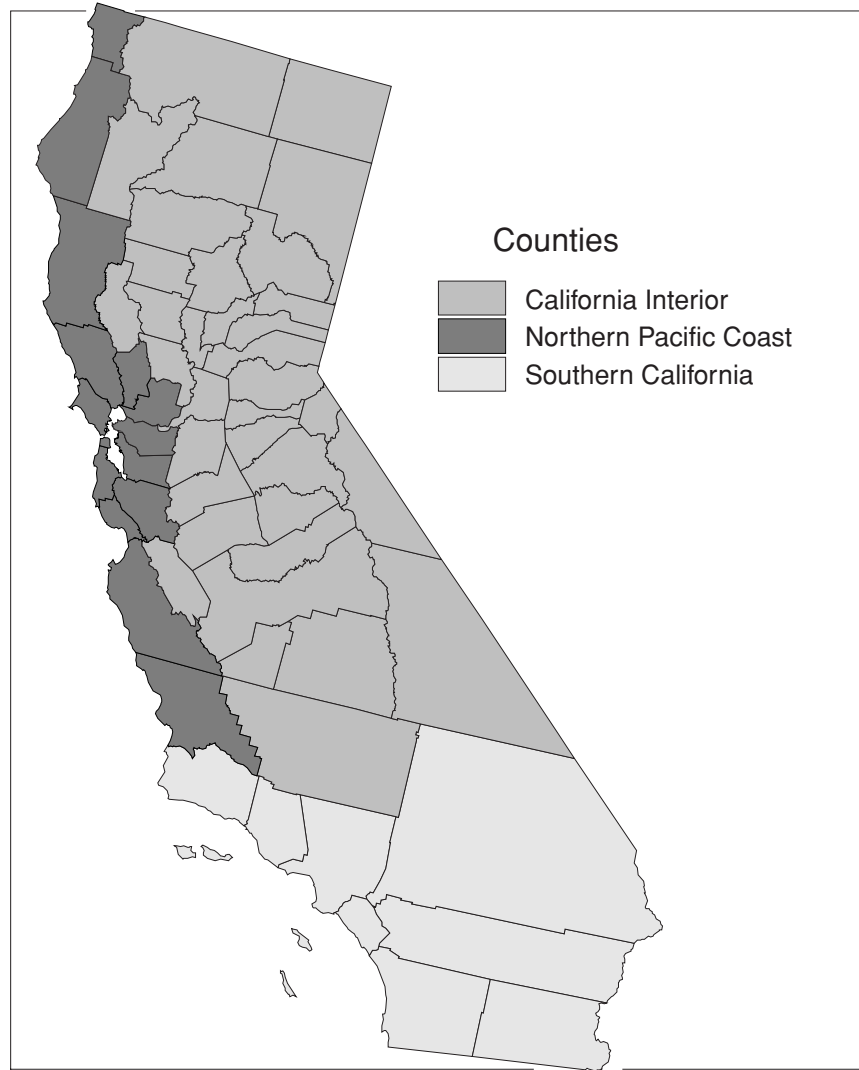 Counties
California Interior
Northern Pacific Coast
Southern California